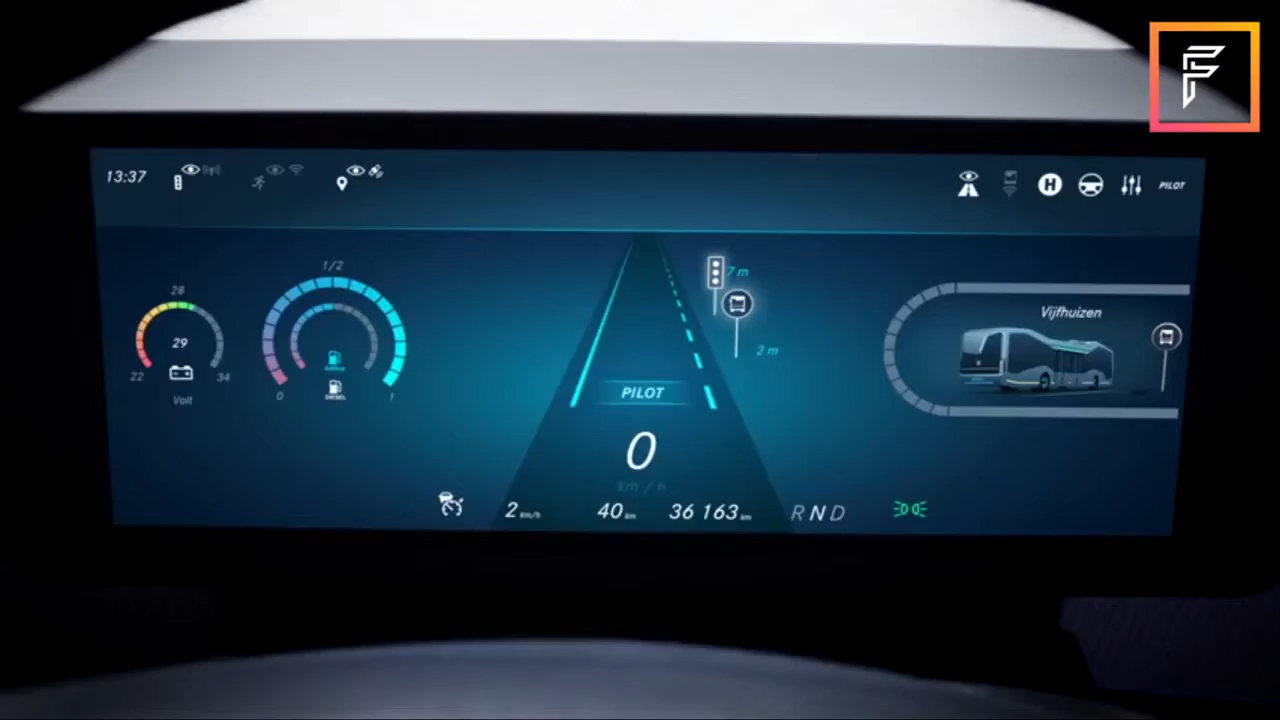 13:37
H
PILOT
28
29
22
34
Volt
1/2
0
1
DIESEL
7 m
2 m
PILOT
0
km / h
2 km/h
40 km
36 163 km
R N D
Vijfhuizen